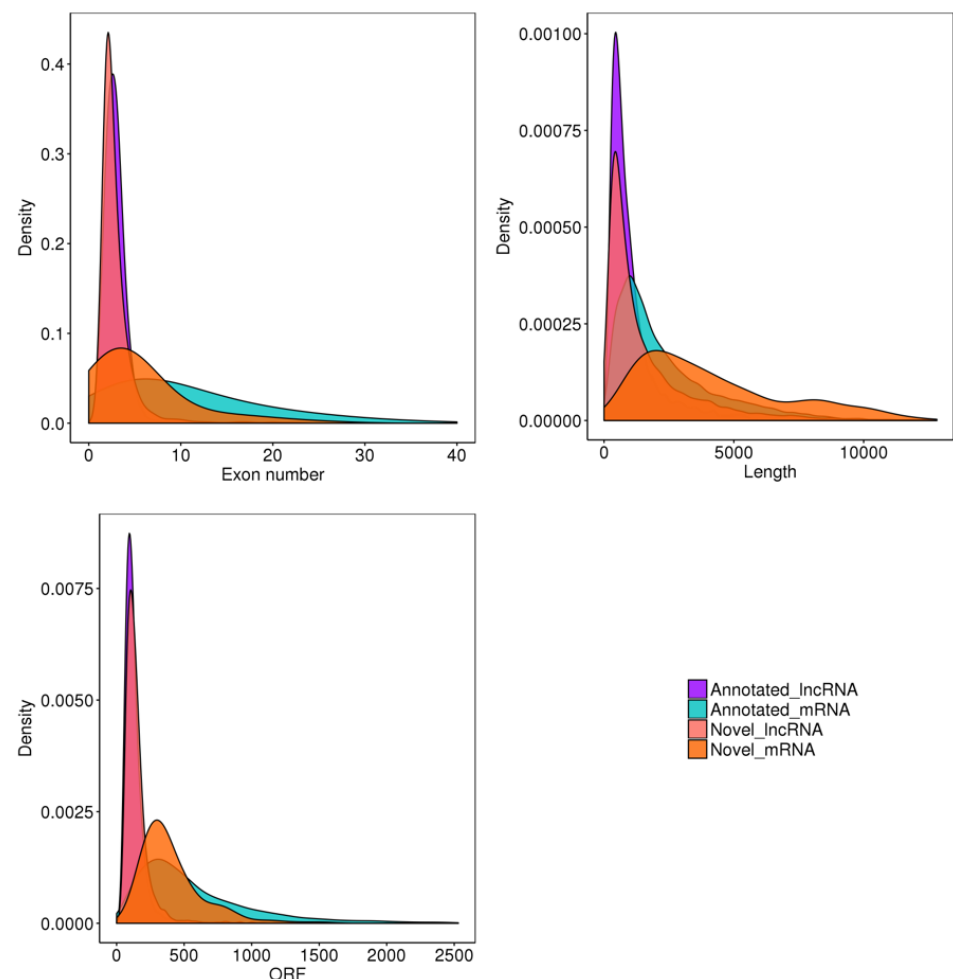 0.4
0.3
0.2
0.1
0.0
Density
0
10
20
30
40
Exon number
0.00100
0.00075
0.00050
0.00025
0.00000
Density
0
5000
10000
Length
0.0075
0.0050
0.0025
0.0000
Density
0
500
1000
1500
2000
2500
ORF
Annotated_lncRNA
Annotated_mRNA
Novel_lncRNA
Novel_mRNA